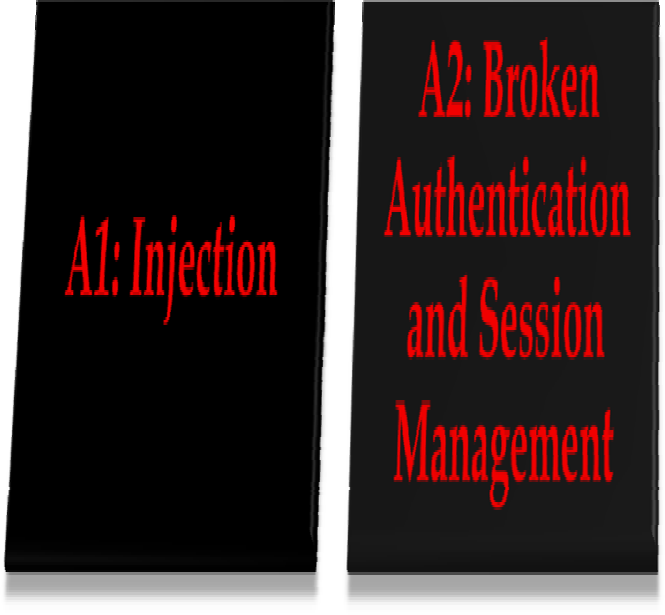 A1: Injection
A2: Broken
Authentication
and Session
Management